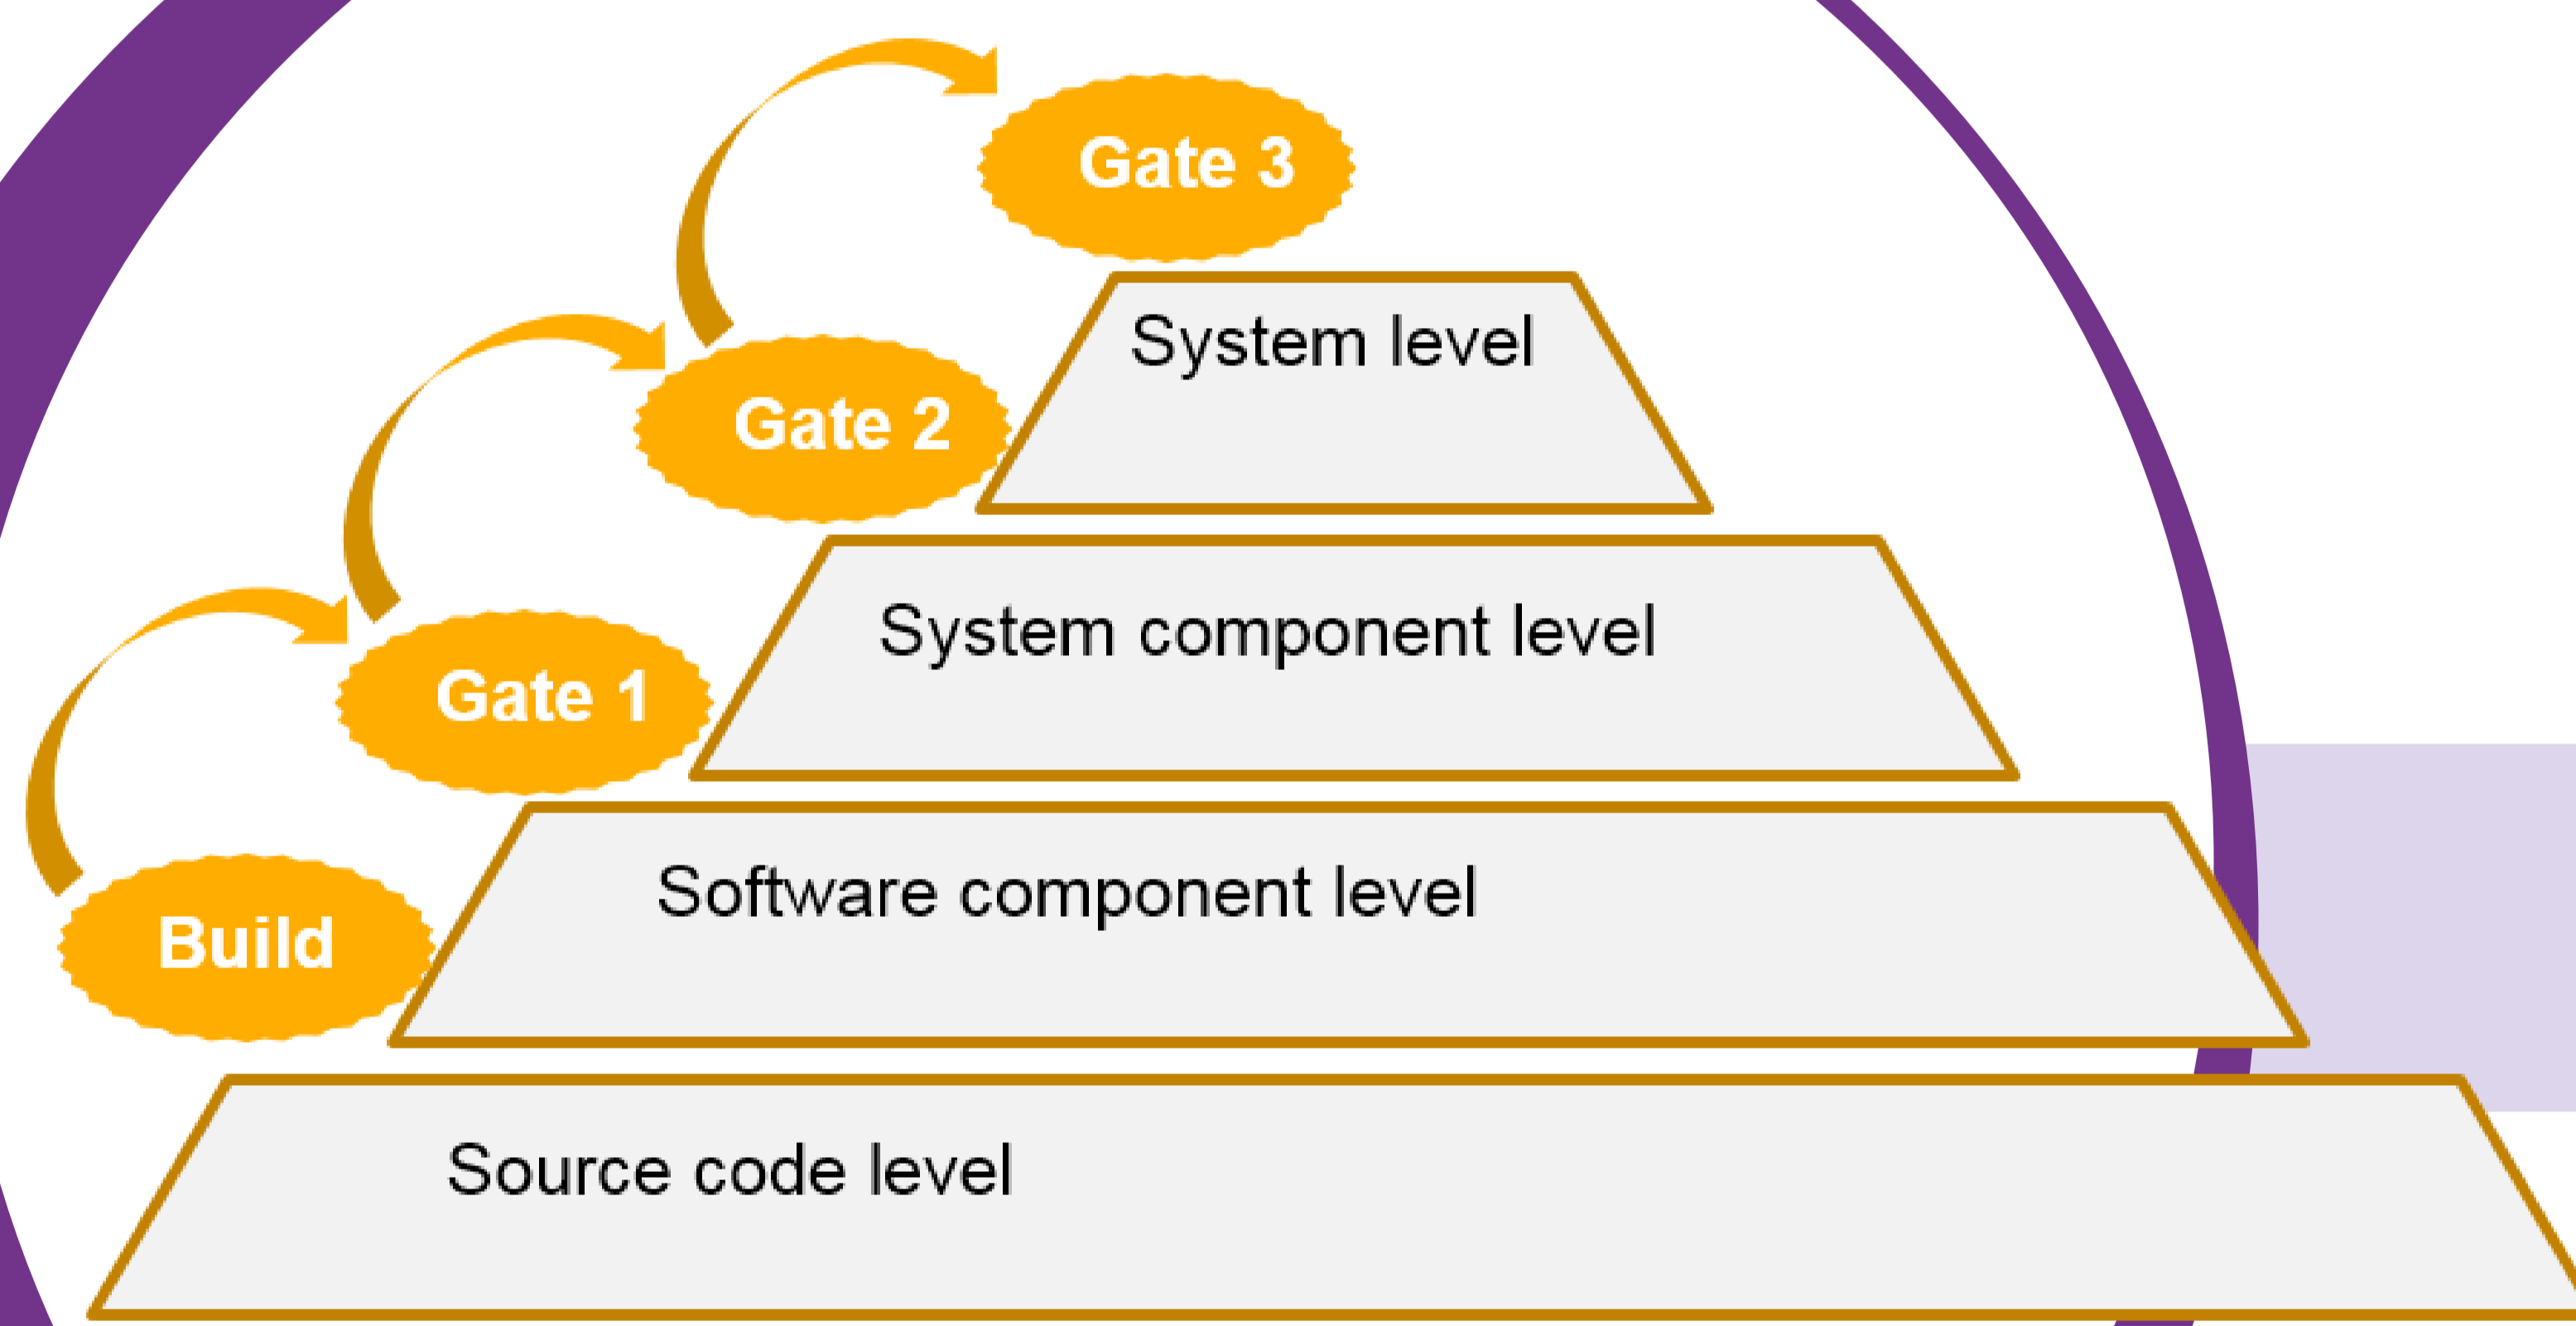 Gate 3
System level
Gate 2
System component level
Gate 1
Software component level
Build
Source code level